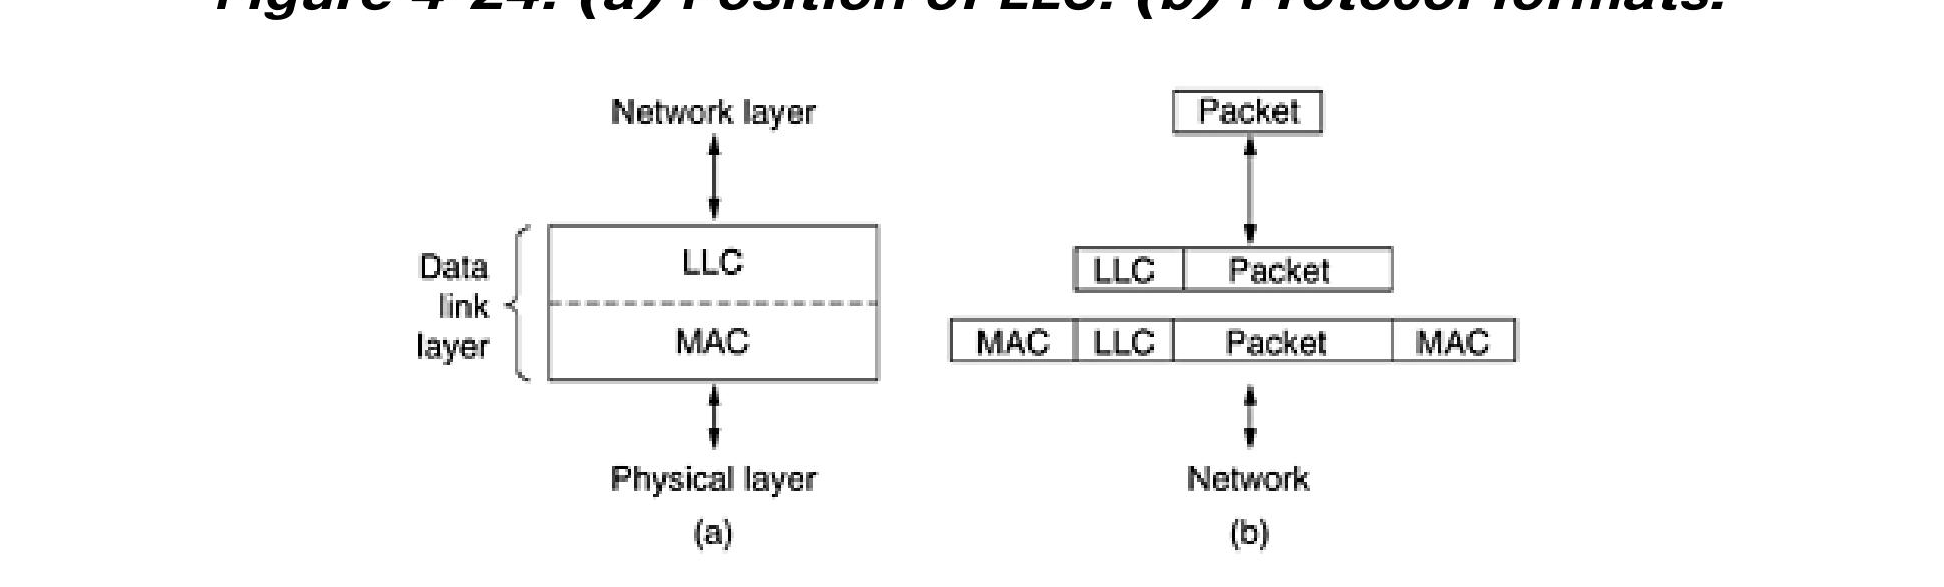 Figure 4-24. (a) Position of LLC. (b) Protocol formats.
Network layer
Data
link
layer
LLC
MAC
Physical layer
(a)
Packet
LLC Packet
MAC LLC Packet MAC
Network
(b)